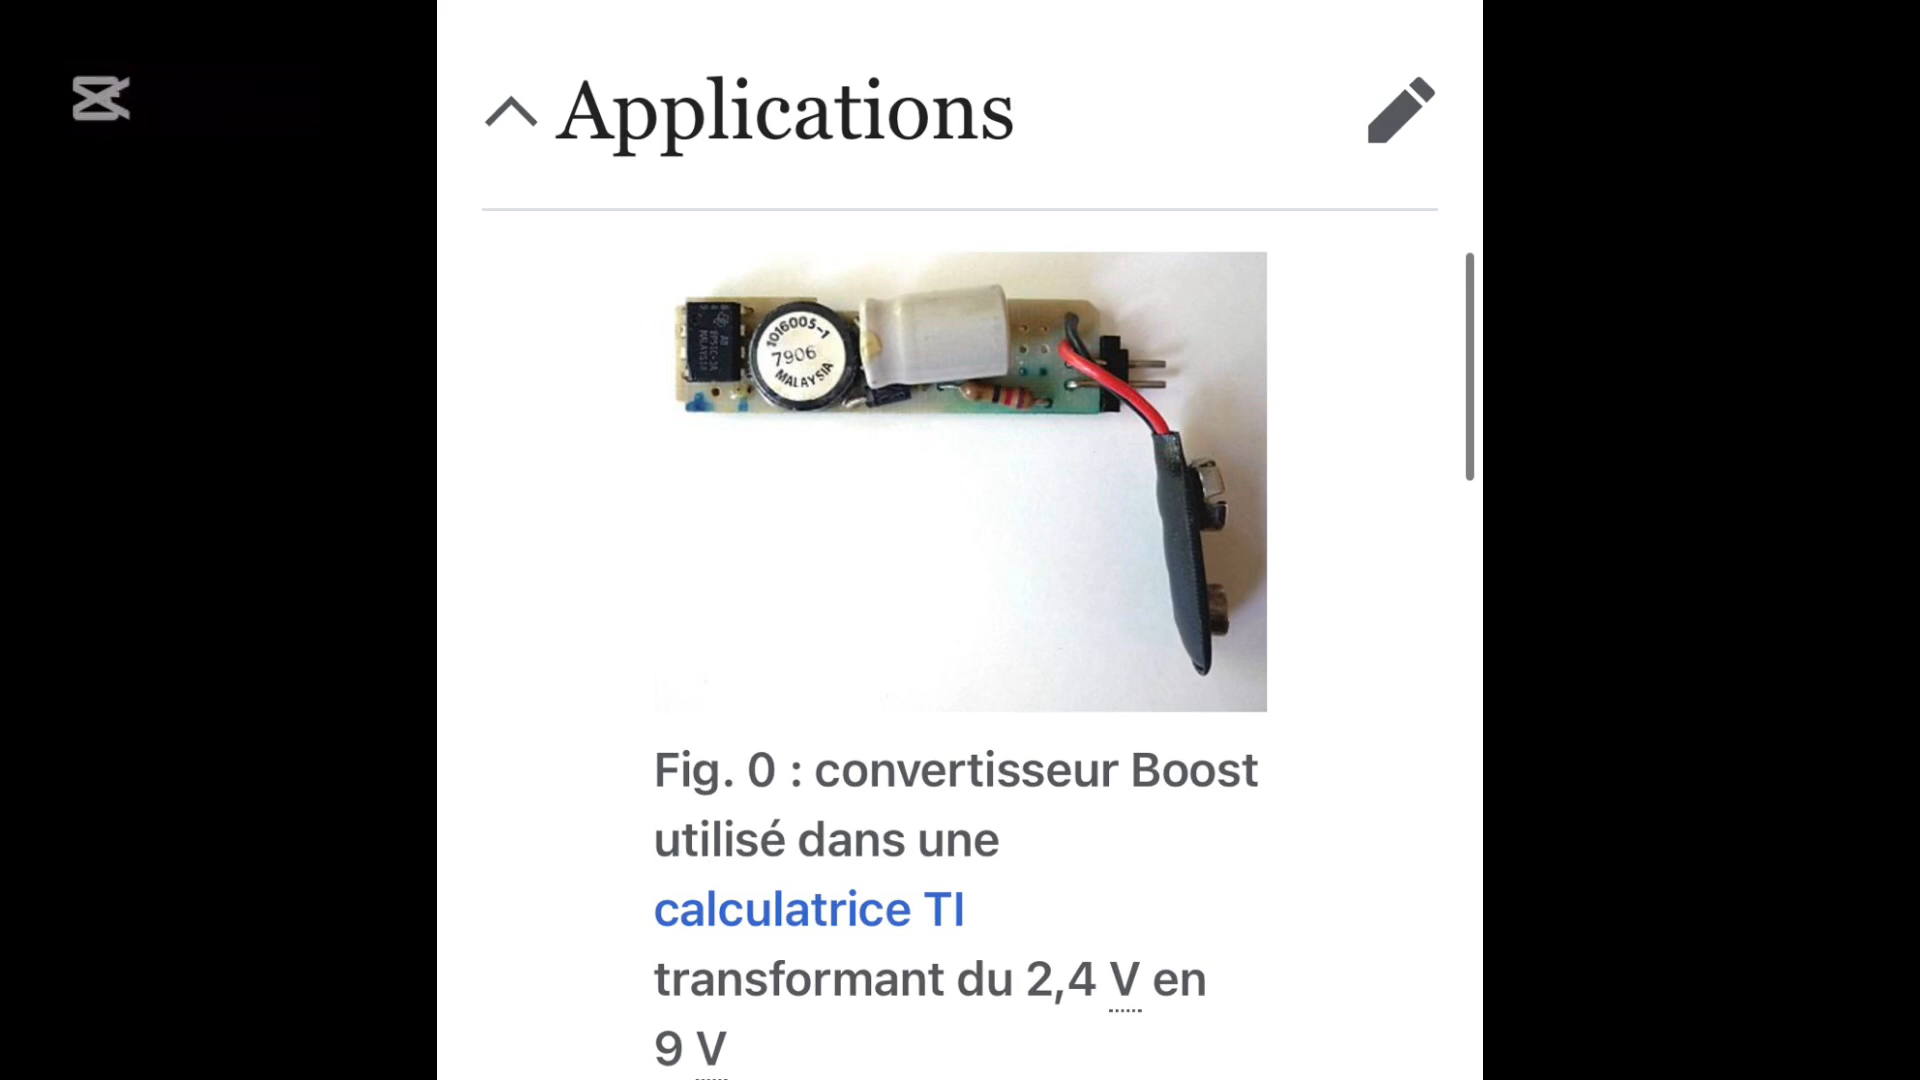 Applications
1016005-1
7906
MALAYSIA
Fig. 0 : convertisseur Boost
utilisé dans une
calculatrice TI
transformant du 2,4 V en
9 V